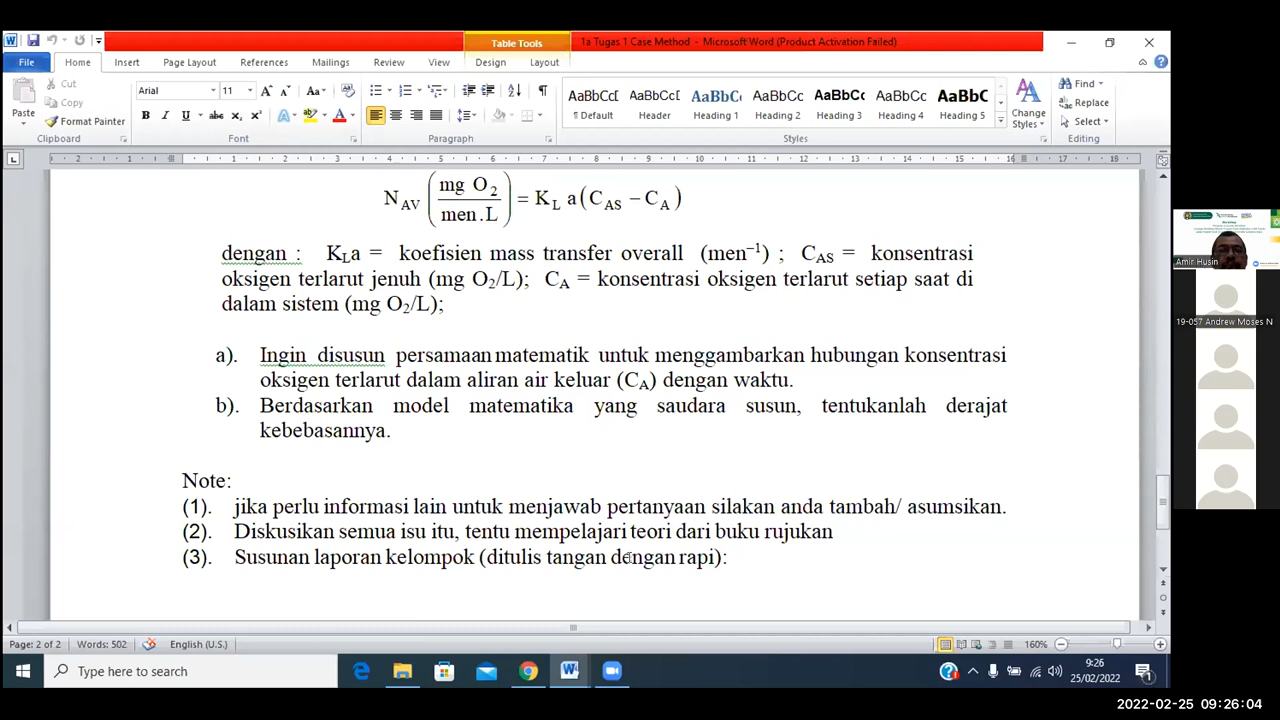 Table Tools
1a Tugas 1 Case Method - Microsoft Word (Product Activation Failed)
File Home Insert Page Layout References Mailings Review View Design Layout
Paste
Cut
Copy
Format Painter
Clipboard
Arial 11
Font
Paragraph
AaBbCcDc AaBbCc AaBbCc AaBbCc AaBbCc AaBbCc AaBbC
¶ Default Header Heading 1 Heading 2 Heading 3 Heading 4 Heading 5
Styles
Change Styles
Find
Replace
Select
Editing
N_AV (mg O₂ / men.L) = K_L a (C_AS – C_A)
dengan : K_La = koefisien mass transfer overall (men⁻¹) ; C_AS = konsentrasi
oksigen terlarut jenuh (mg O₂/L); C_A = konsentrasi oksigen terlarut setiap saat di
dalam sistem (mg O₂/L);
a). Ingin disusun persamaan matematik untuk menggambarkan hubungan konsentrasi
oksigen terlarut dalam aliran air keluar (C_A) dengan waktu.
b). Berdasarkan model matematika yang saudara susun, tentukanlah derajat
kebebasannya.
Note:
(1). jika perlu informasi lain untuk menjawab pertanyaan silakan anda tambah/ asumsikan.
(2). Diskusikan semua isu itu, tentu mempelajari teori dari buku rujukan
(3). Susunan laporan kelompok (ditulis tangan dengan rapi):
Amir Husin
19-057 Andrew Moses N
Page: 2 of 2 Words: 502 English (U.S.) 160%
Type here to search
9:26
25/02/2022
2022-02-25 09:26:04